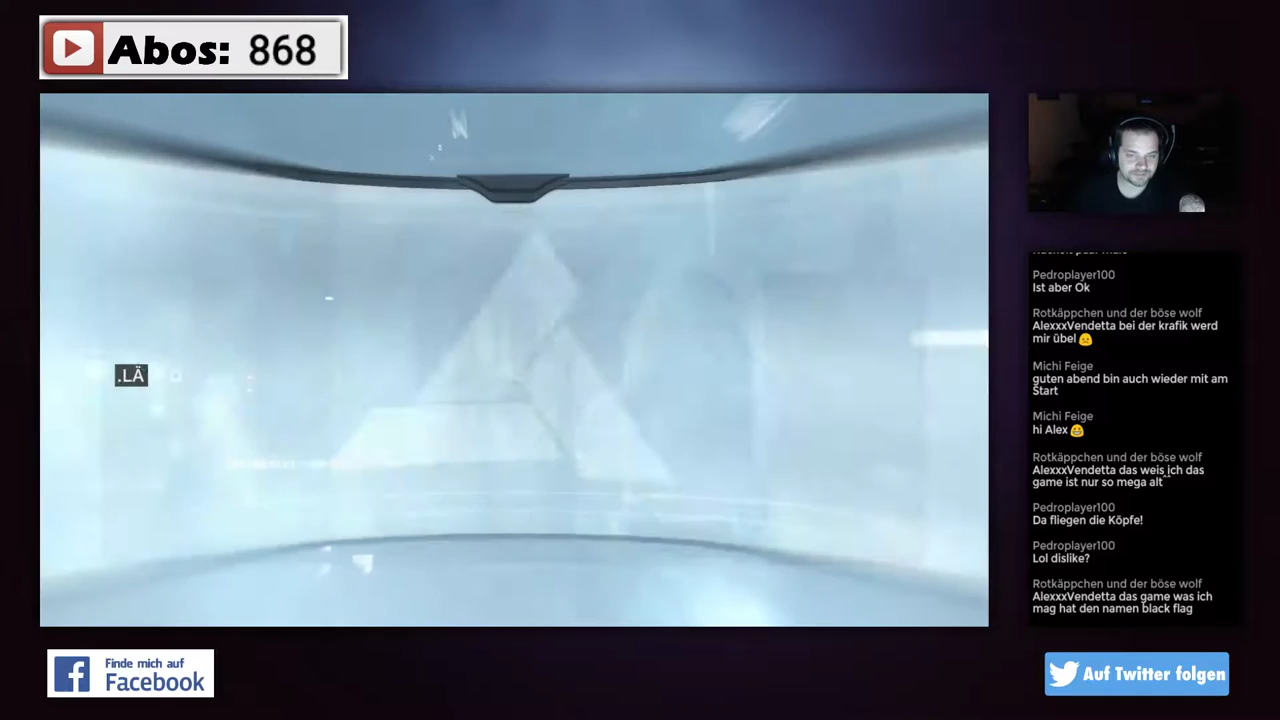 Abos: 868
.LÄ
Pedroplayer100
Ist aber Ok
Rotkäppchen und der böse wolf
AlexxxVendetta bei der krafik werd
mir übel
Michi Feige
guten abend bin auch wieder mit am
Start
Michi Feige
hi Alex
Rotkäppchen und der böse wolf
AlexxxVendetta das weis ich das
game ist nur so mega alt^^
Pedroplayer100
Da fliegen die Köpfe!
Pedroplayer100
Lol dislike?
Rotkäppchen und der böse wolf
AlexxxVendetta das game was ich
mag hat den namen black flag
Finde mich auf
Facebook
Auf Twitter folgen